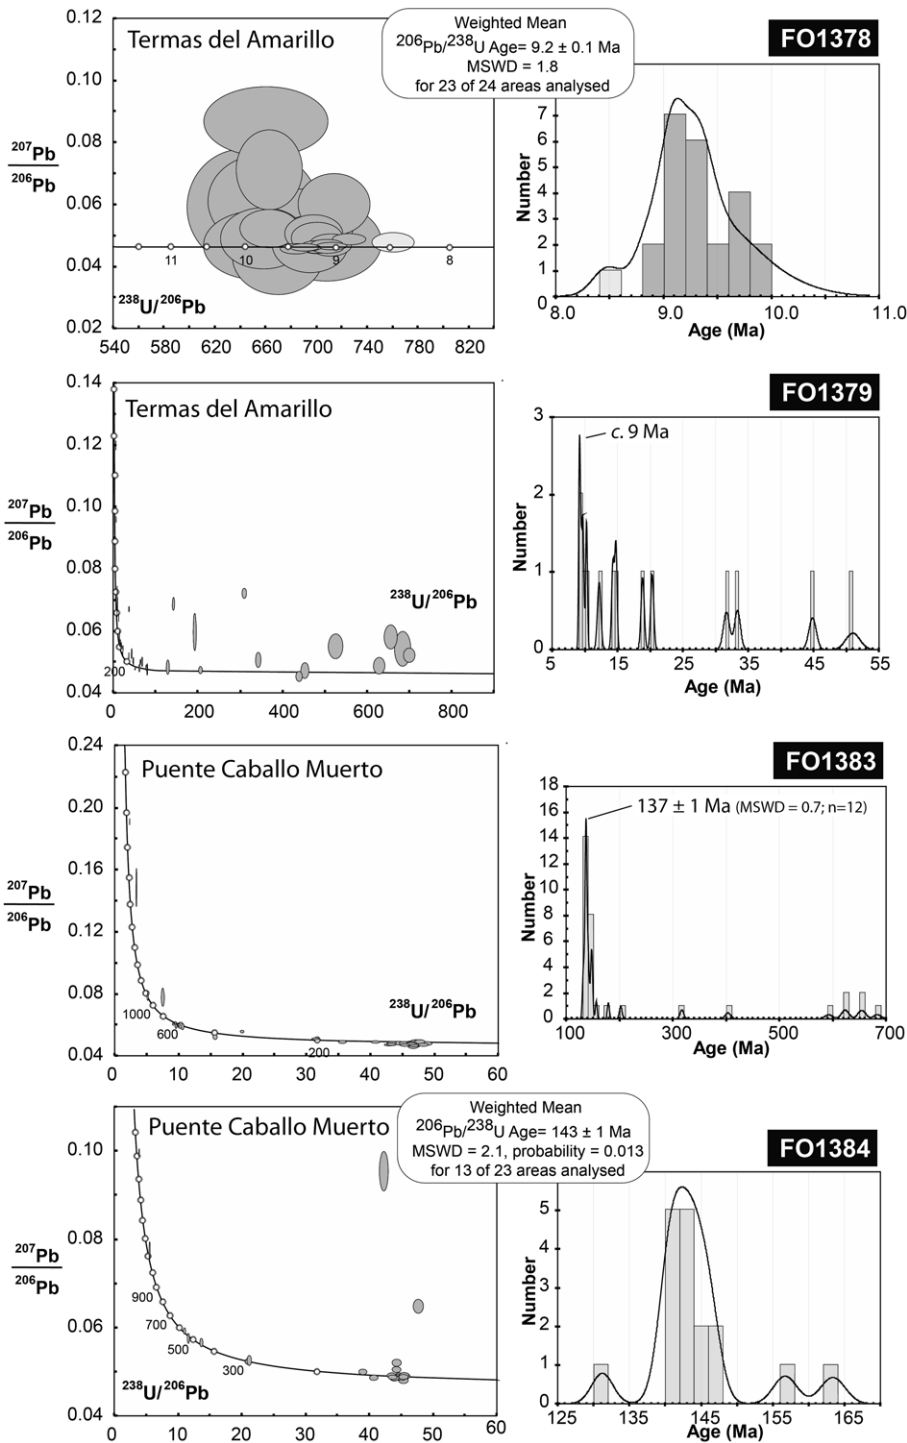 Termas del Amarillo
Weighted Mean
206Pb/238U Age= 9.2 ± 0.1 Ma
MSWD = 1.8
for 23 of 24 areas analysed
FO1378
0.12
0.10
0.08
0.06
0.04
0.02
207Pb
206Pb
11
10
9
8
238U/206Pb
540 580 620 660 700 740 780 820
Number
7
6
5
4
3
2
1
0
8.0 9.0 10.0 11.0
Age (Ma)
Termas del Amarillo
FO1379
0.14
0.12
0.10
0.08
0.06
0.04
207Pb
206Pb
238U/206Pb
200
0 200 400 600 800
c. 9 Ma
Number
3
2
1
0
5 15 25 35 45 55
Age (Ma)
Puente Caballo Muerto
FO1383
0.24
0.20
0.16
0.12
0.08
0.04
207Pb
206Pb
238U/206Pb
1000
600
200
0 10 20 30 40 50 60
137 ± 1 Ma (MSWD = 0.7; n=12)
Number
18
16
14
12
10
8
6
4
2
0
100 300 500 700
Age (Ma)
Puente Caballo Muerto
Weighted Mean
206Pb/238U Age= 143 ± 1 Ma
MSWD = 2.1, probability = 0.013
for 13 of 23 areas analysed
FO1384
0.10
0.08
0.06
0.04
207Pb
206Pb
900
700
500
300
238U/206Pb
0 10 20 30 40 50 60
Number
5
4
3
2
1
0
125 135 145 155 165
Age (Ma)